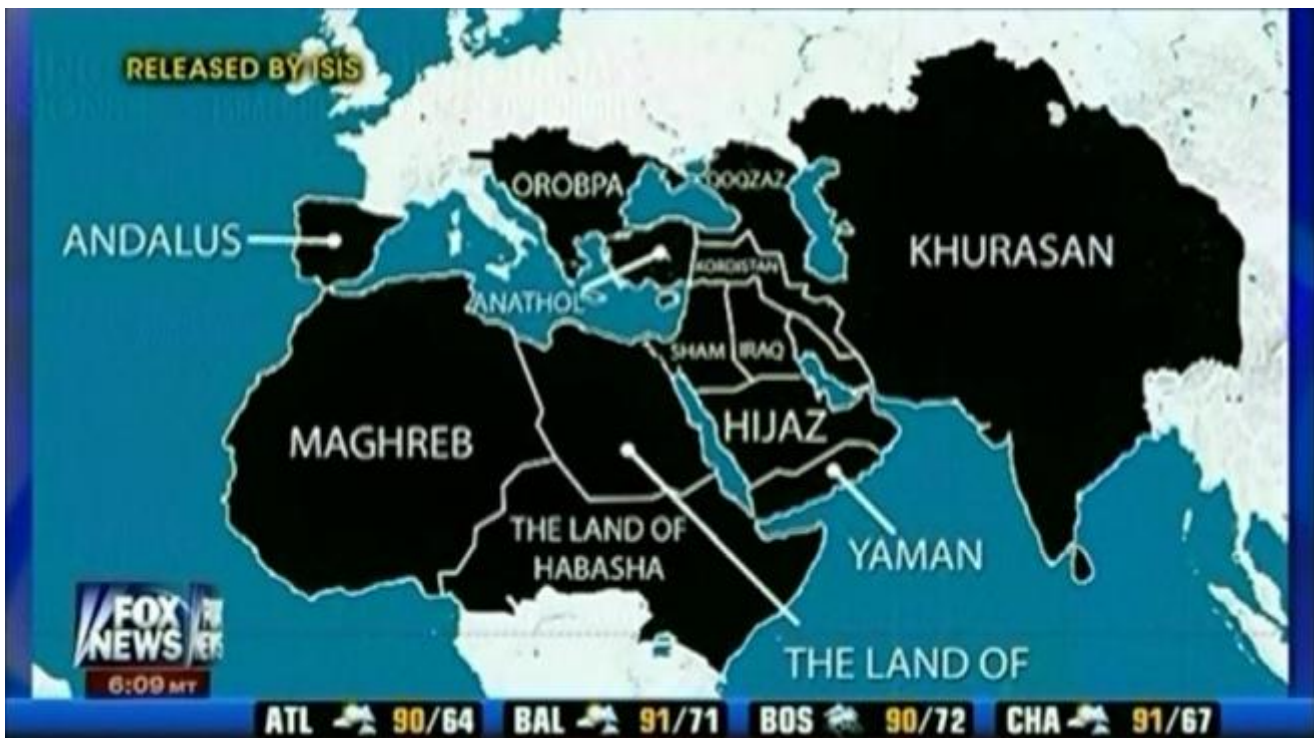 RELEASED BY ISIS
OROBPA
QOQZAZ
ANDALUS
KHURASAN
KORDISTAN
ANATHOL
SHAM
IRAQ
HIJAZ
MAGHREB
THE LAND OF
HABASHA
YAMAN
THE LAND OF
FOX
NEWS
6:09 MT
ATL 90/64 BAL 91/71 BOS 90/72 CHA 91/67